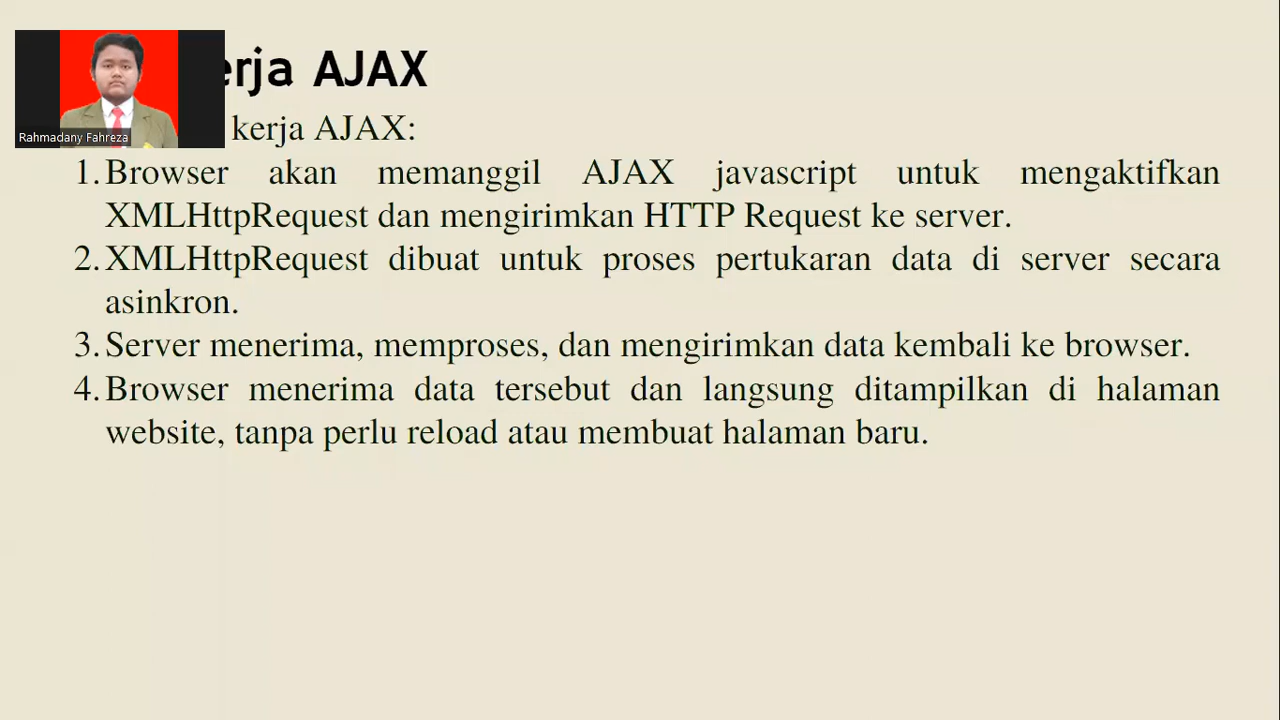 erja AJAX
kerja AJAX:
Rahmadany Fahreza
1. Browser akan memanggil AJAX javascript untuk mengaktifkan
XMLHttpRequest dan mengirimkan HTTP Request ke server.
2. XMLHttpRequest dibuat untuk proses pertukaran data di server secara
asinkron.
3. Server menerima, memproses, dan mengirimkan data kembali ke browser.
4. Browser menerima data tersebut dan langsung ditampilkan di halaman
website, tanpa perlu reload atau membuat halaman baru.